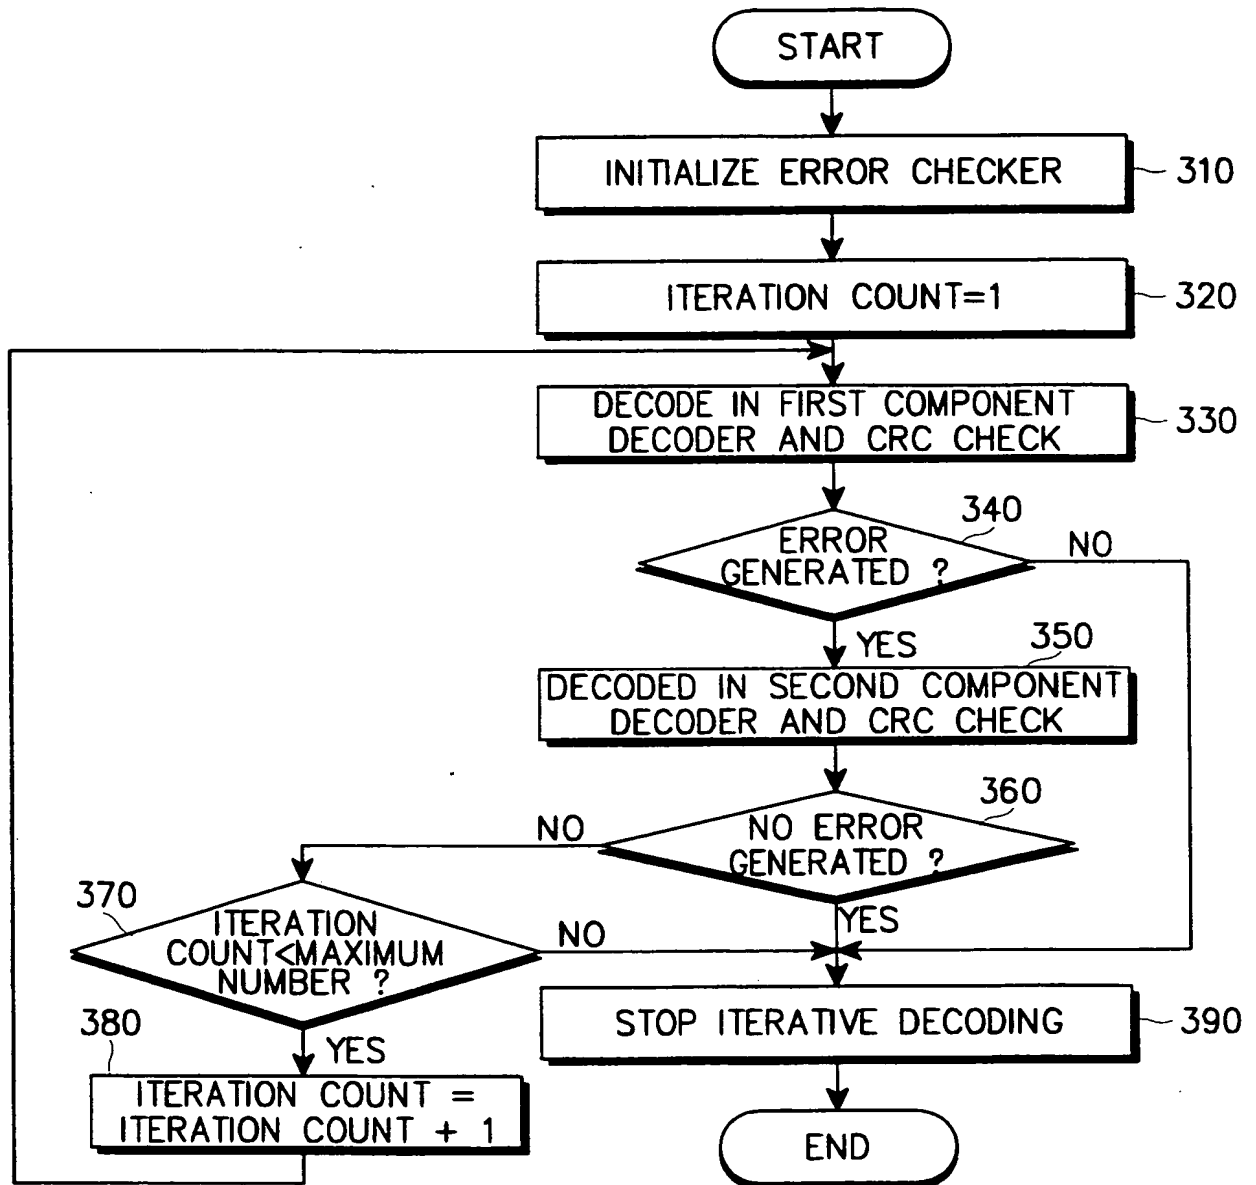 START
INITIALIZE ERROR CHECKER
310
ITERATION COUNT=1
320
DECODE IN FIRST COMPONENT
DECODER AND CRC CHECK
330
340
ERROR
GENERATED ?
NO
YES
350
DECODED IN SECOND COMPONENT
DECODER AND CRC CHECK
360
NO ERROR
GENERATED ?
NO
YES
370
ITERATION
COUNT<MAXIMUM
NUMBER ?
NO
YES
380
ITERATION COUNT =
ITERATION COUNT + 1
STOP ITERATIVE DECODING
390
END